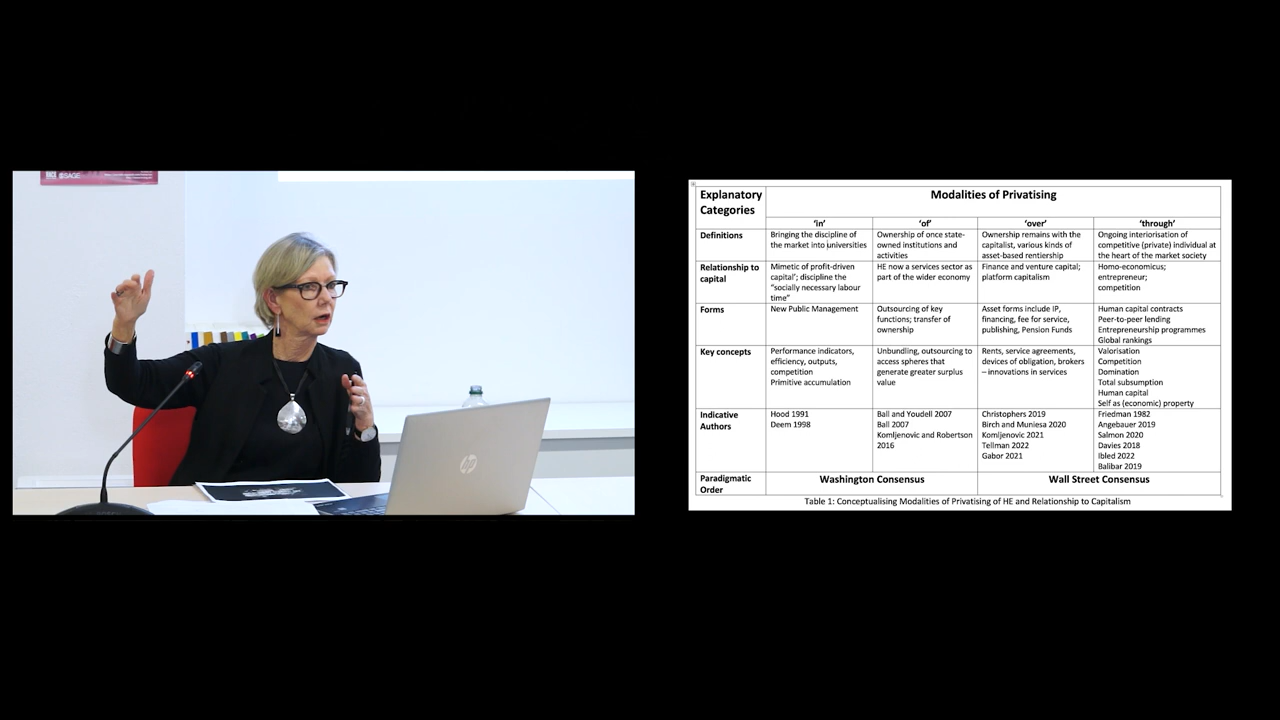 SAGE
hp
Explanatory Categories
Modalities of Privatising
'in'
'of'
'over'
'through'
Definitions
Bringing the discipline of
the market into universities
Ownership of once state-
owned institutions and
activities
Ownership remains with the
capitalist, various kinds of
asset-based rentiership
Ongoing interiorisation of
competitive (private) individual at
the heart of the market society
Relationship to
capital
Mimetic of profit-driven
capital'; discipline the
"socially necessary labour
time"
HE now a services sector as
part of the wider economy
Finance and venture capital;
platform capitalism
Homo-economicus;
entrepreneur;
competition
Forms
New Public Management
Outsourcing of key
functions; transfer of
ownership
Asset forms include IP,
financing, fee for service,
publishing, Pension Funds
Human capital contracts
Peer-to-peer lending
Entrepreneurship programmes
Global rankings
Key concepts
Performance indicators,
efficiency, outputs,
competition
Primitive accumulation
Unbundling, outsourcing to
access spheres that
generate greater surplus
value
Rents, service agreements,
devices of obligation, brokers
– innovations in services
Valorisation
Competition
Domination
Total subsumption
Human capital
Self as (economic) property
Indicative
Authors
Hood 1991
Deem 1998
Ball and Youdell 2007
Ball 2007
Komljenovic and Robertson
2016
Christophers 2019
Birch and Muniesa 2020
Komljenovic 2021
Tellman 2022
Gabor 2021
Friedman 1982
Angebauer 2019
Salmon 2020
Davies 2018
Ibled 2022
Balibar 2019
Paradigmatic
Order
Washington Consensus
Wall Street Consensus
Table 1: Conceptualising Modalities of Privatising of HE and Relationship to Capitalism